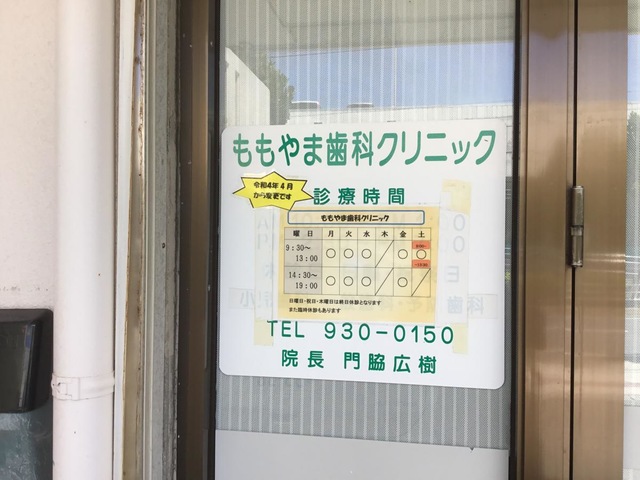 ももやま歯科クリニック
令和4年4月
から変更です
診療時間
ももやま歯科クリニック
曜日 月 火 水 木 金 土
9:30～ 13:00 ○ ○ ○ ／ ○ ○
14:30～ 19:00 ○ ○ ○ ／ ○ ／
日曜日・祝日・木曜日は終日休診となります
また臨時休診もあります
TEL 930-0150
院長 門脇広樹